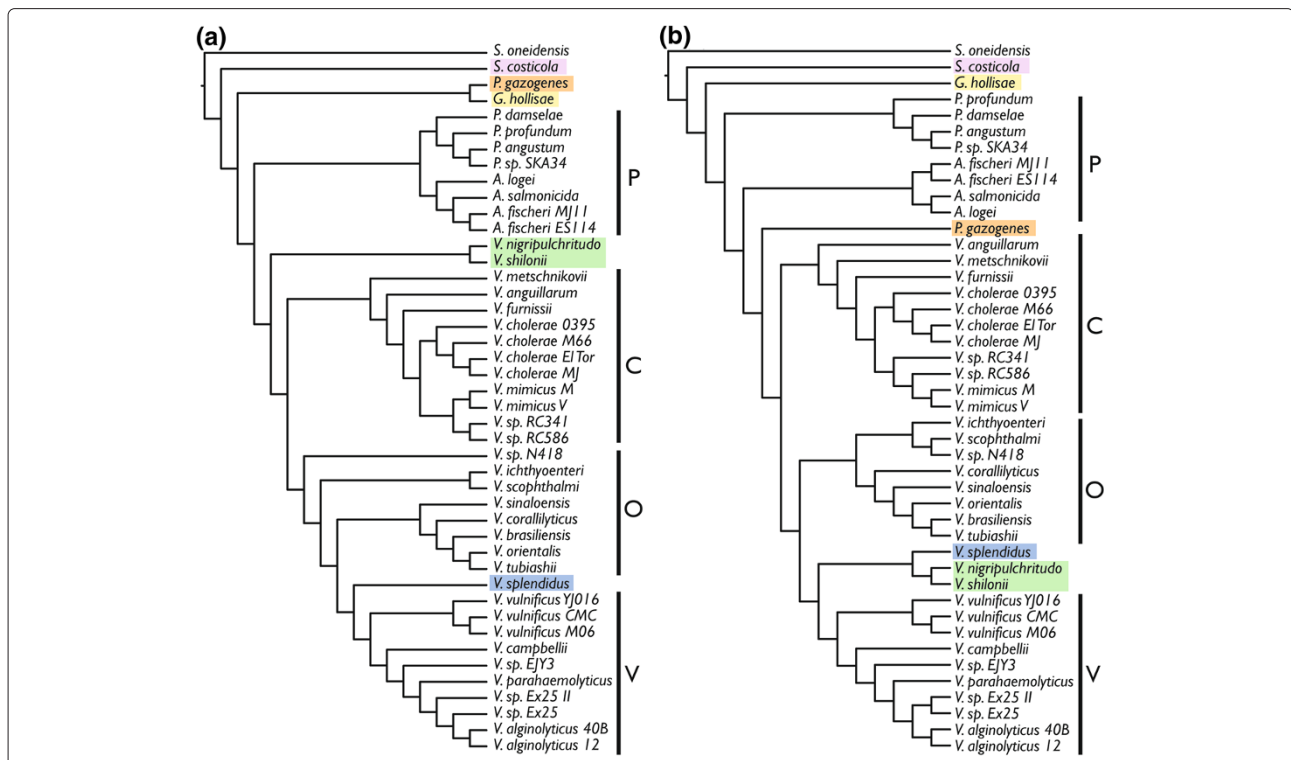 (a)
S. oneidensis
S. costicola
P. gazogenes
G. hollisae
P. damselae
P. profundum
P. angustum
P. sp. SKA34
A. logei
A. salmonicida
A. fischeri MJ11
A. fischeri ES114
P
V. nigripulchritudo
V. shilonii
V. metschnikovii
V. anguillarum
V. furnissii
V. cholerae 0395
V. cholerae M66
V. cholerae ElTor
V. cholerae MJ
V. mimicus M
V. mimicus V
V. sp. RC341
V. sp. RC586
C
V. sp. N418
V. ichthyoenteri
V. scophthalmi
V. sinaloensis
V. corallilyticus
V. brasiliensis
V. orientalis
V. tubiashii
O
V. splendidus
V. vulnificus YJ016
V. vulnificus CMC
V. vulnificus M06
V. campbellii
V. sp. EJY3
V. parahaemolyticus
V. sp. Ex25 II
V. sp. Ex25
V. alginolyticus 40B
V. alginolyticus 12
V
(b)
S. oneidensis
S. costicola
G. hollisae
P. profundum
P. damselae
P. angustum
P. sp. SKA34
A. fischeri MJ11
A. fischeri ES114
A. salmonicida
A. logei
P
P. gazogenes
V. anguillarum
V. metschnikovii
V. furnissii
V. cholerae 0395
V. cholerae M66
V. cholerae ElTor
V. cholerae MJ
V. sp. RC341
V. sp. RC586
V. mimicus M
V. mimicus V
C
V. ichthyoenteri
V. scophthalmi
V. sp. N418
V. corallilyticus
V. sinaloensis
V. orientalis
V. brasiliensis
V. tubiashii
O
V. splendidus
V. nigripulchritudo
V. shilonii
V. vulnificus YJ016
V. vulnificus CMC
V. vulnificus M06
V. campbellii
V. sp. EJY3
V. parahaemolyticus
V. sp. Ex25 II
V. sp. Ex25
V. alginolyticus 40B
V. alginolyticus 12
V